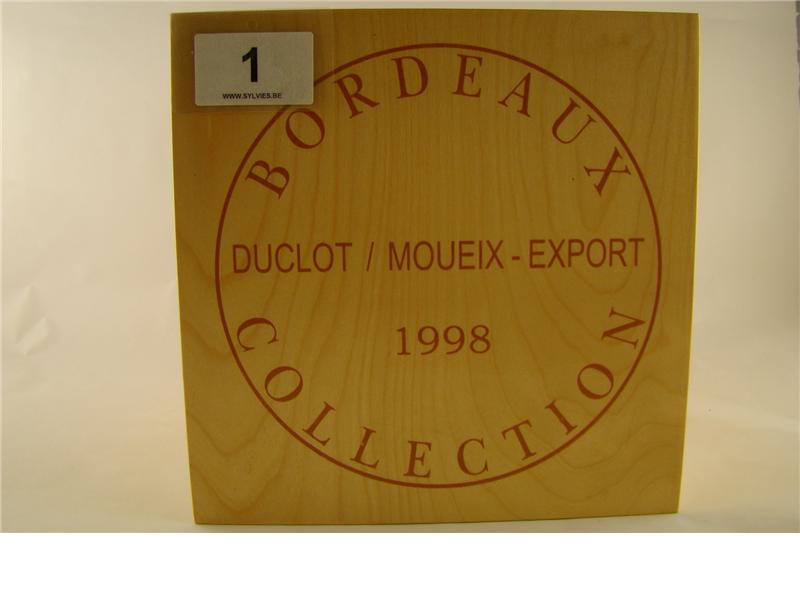 1
WWW.SYLVIES.BE
BORDEAUX
DUCLOT / MOUEIX - EXPORT
1998
COLLECTION